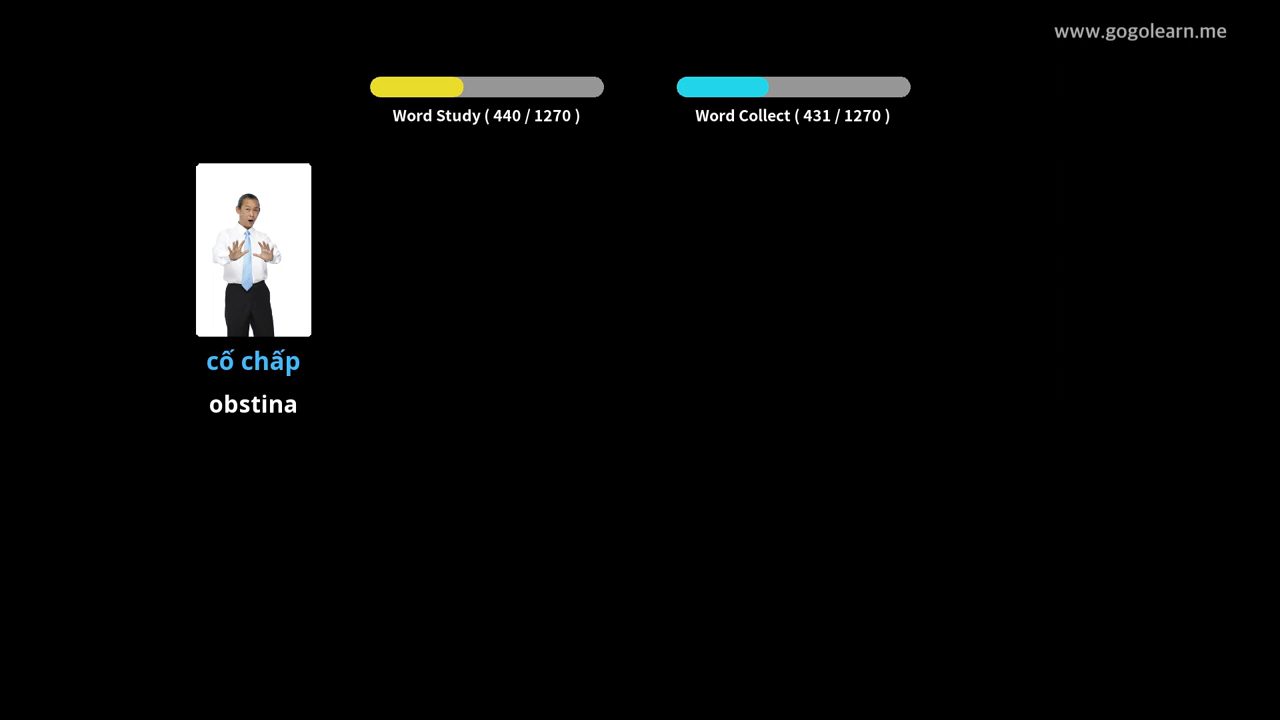 www.gogolearn.me
Word Study ( 440 / 1270 )
Word Collect ( 431 / 1270 )
cố chấp
obstina